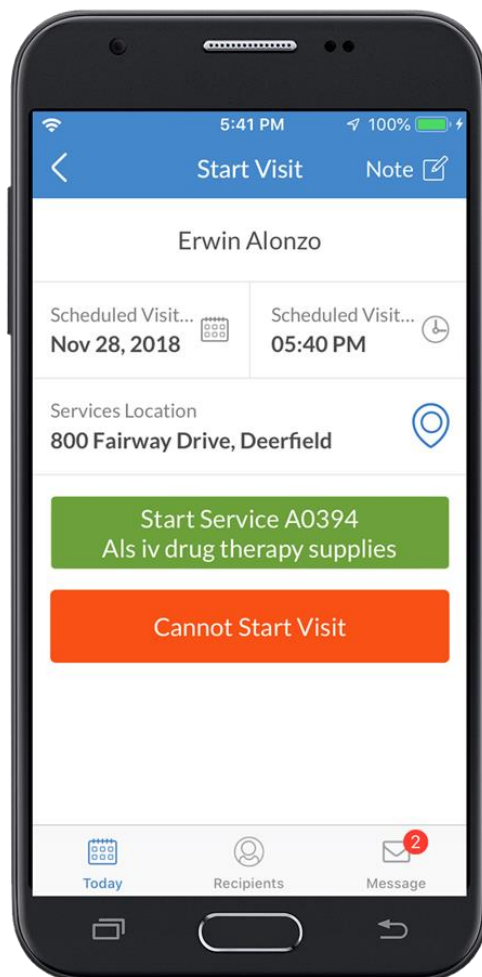 5:41 PM
100%
Start Visit
Note
Erwin Alonzo
Scheduled Visit...
Nov 28, 2018
Scheduled Visit...
05:40 PM
Services Location
800 Fairway Drive, Deerfield
Start Service A0394
Als iv drug therapy supplies
Cannot Start Visit
2
Today
Recipients
Message